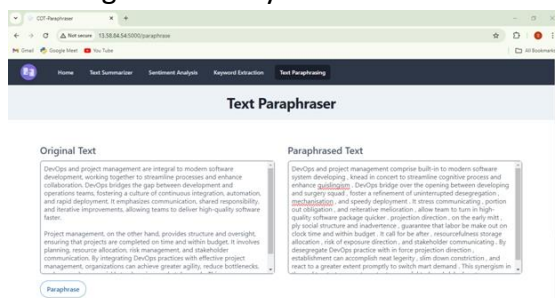 COT-Paraphraser
Not secure 13.58.84.54:5000/paraphrase
Gmail Google Meet You Tube All Bookmarks
Home Text Summarizer Sentiment Analysis Keyword Extraction Text Paraphrasing
Text Paraphraser
Original Text
DevOps and project management are integral to modern software
development, working together to streamline processes and enhance
collaboration. DevOps bridges the gap between development and
operations teams, fostering a culture of continuous integration, automation,
and rapid deployment. It emphasizes communication, shared responsibility,
and iterative improvements, allowing teams to deliver high-quality software
faster.
Project management, on the other hand, provides structure and oversight,
ensuring that projects are completed on time and within budget. It involves
planning, resource allocation, risk management, and stakeholder
communication. By integrating DevOps practices with effective project
management, organizations can achieve greater agility, reduce bottlenecks,
Paraphrased Text
DevOps and project management comprise built-in to modern software
system developing , knead in concert to streamline cognitive process and
enhance quislingism . DevOps bridge over the opening between developing
and surgery squad , foster a refinement of uninterrupted desegregation ,
mechanisation , and speedy deployment . It stress communicating , portion
out obligation , and reiterative melioration , allow team to turn in high-
quality software package quicker . projection direction , on the early mitt ,
ply social structure and inadvertence , guarantee that labor be make out on
clock time and within budget . It call for be after , resourcefulness storage
allocation , risk of exposure direction , and stakeholder communicating . By
desegregate DevOps practice with in force projection direction ,
establishment can accomplish neat legerity , slim down constriction , and
react to a greater extent promptly to switch mart demand . This synergism in
Paraphrase